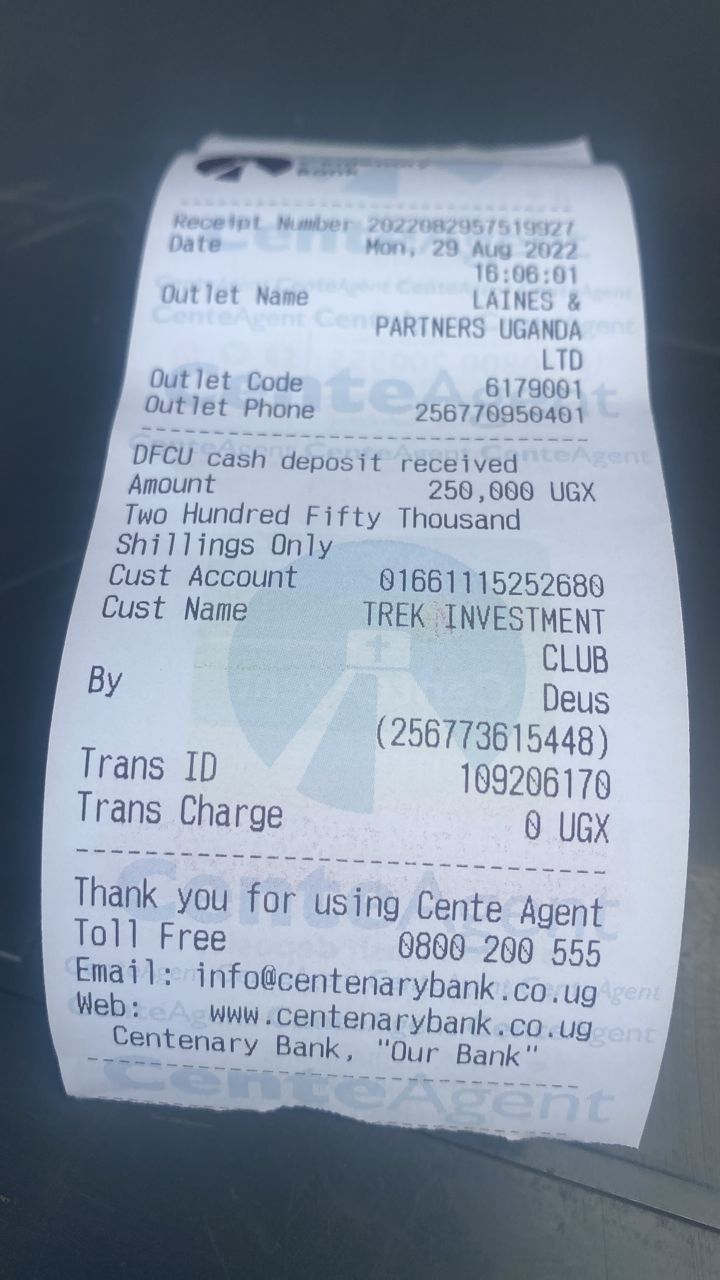 Bank
Receipt Number 2022082957519927
Date Mon, 29 Aug 2022
16:06:01
Outlet Name LAINES &
PARTNERS UGANDA
LTD
Outlet Code 6179001
Outlet Phone 256770950401
DFCU cash deposit received
Amount 250,000 UGX
Two Hundred Fifty Thousand
Shillings Only
Cust Account 01661115252680
Cust Name TREK INVESTMENT
CLUB
By Deus
(256773615448)
Trans ID 109206170
Trans Charge 0 UGX
Thank you for using Cente Agent
Toll Free 0800 200 555
Email: info@centenarybank.co.ug
Web: www.centenarybank.co.ug
Centenary Bank, "Our Bank"
CenteAgent